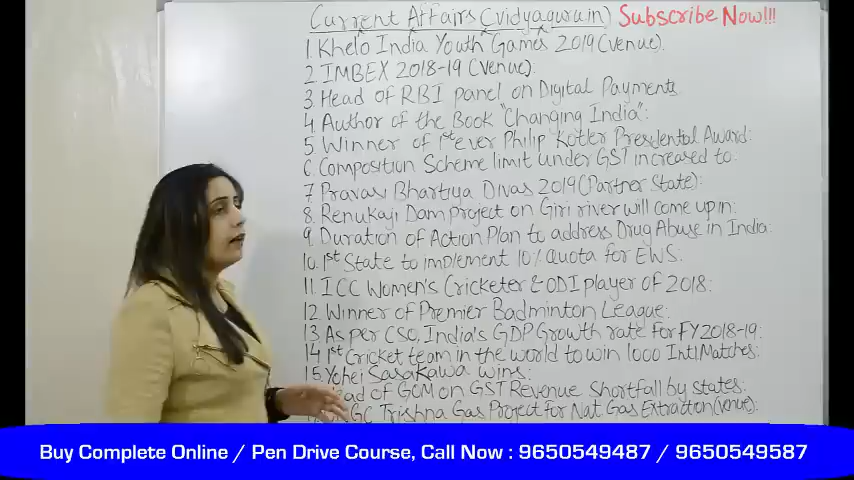 Current Affairs (vidyaguruin) Subscribe Now!!!
1. Khelo India Youth Games 2019 (venue).
2 IMBEX 2018-19 (venue):
3. Head of RBI panel on Digital Payments
4. Author of the Book "Changing India":
5 Winner of 1st ever Philip Kotler Presdental Award:
6 Composition Scheme limit under GST increased to:
7. Pravasi Bhartiya Divas 2019 (Partner State):
8. Renukaji Dam Project on Giri river will come up in:
9. Duration of Action Plan to address Drug Abuse in India:
10. 1st State to implement 10% quota for EWS:
11 ICC Women's Cricketer & ODI player of 2018:
12 Winner of Premier Badminton League:
13 As per CSO, India's GDP Growth rate for FY 2018-19:
14 1st Cricket team in the world to win 1000 Intl Matches:
15. Yohei Sasakawa wins:
Head of GOM on GST Revenue Shortfall by states:
GC Trishna Gas Project for Nat. Gas Extraction (venue):
Buy Complete Online / Pen Drive Course, Call Now : 9650549487 / 9650549587